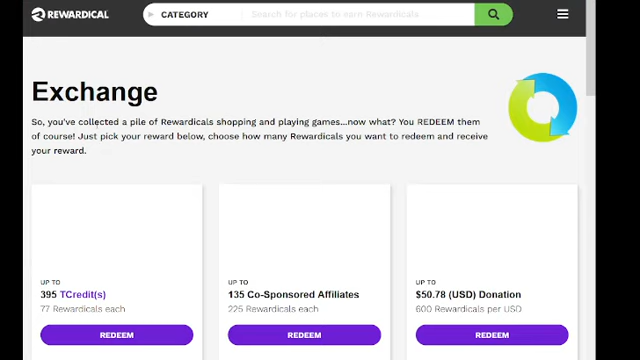 REWARDICAL
CATEGORY
Search for places to earn Rewardicals
Exchange
So, you've collected a pile of Rewardicals shopping and playing games...now what? You REDEEM them
of course! Just pick your reward below, choose how many Rewardicals you want to redeem and receive
your reward.
UP TO
395 TCredit(s)
77 Rewardicals each
REDEEM
UP TO
135 Co-Sponsored Affiliates
225 Rewardicals each
REDEEM
UP TO
$50.78 (USD) Donation
600 Rewardicals per USD
REDEEM